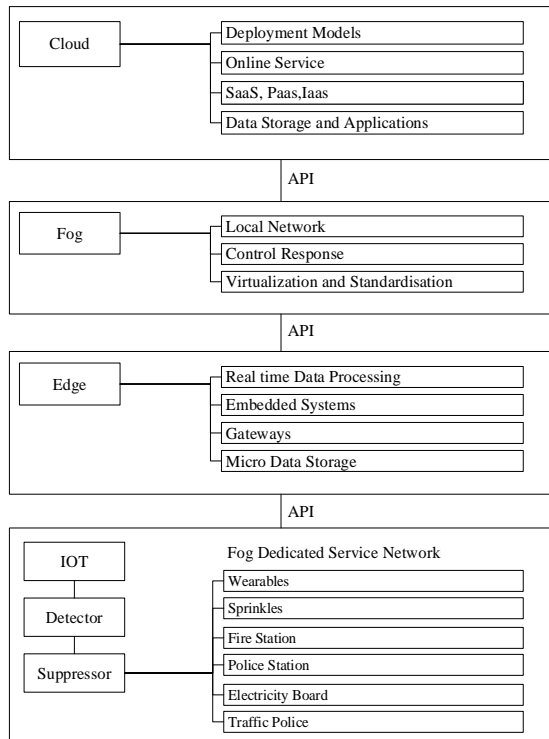 Cloud
Deployment Models
Online Service
SaaS, Paas,Iaas
Data Storage and Applications
API
Fog
Local Network
Control Response
Virtualization and Standardisation
API
Edge
Real time Data Processing
Embedded Systems
Gateways
Micro Data Storage
API
Fog Dedicated Service Network
IOT
Detector
Suppressor
Wearables
Sprinkles
Fire Station
Police Station
Electricity Board
Traffic Police